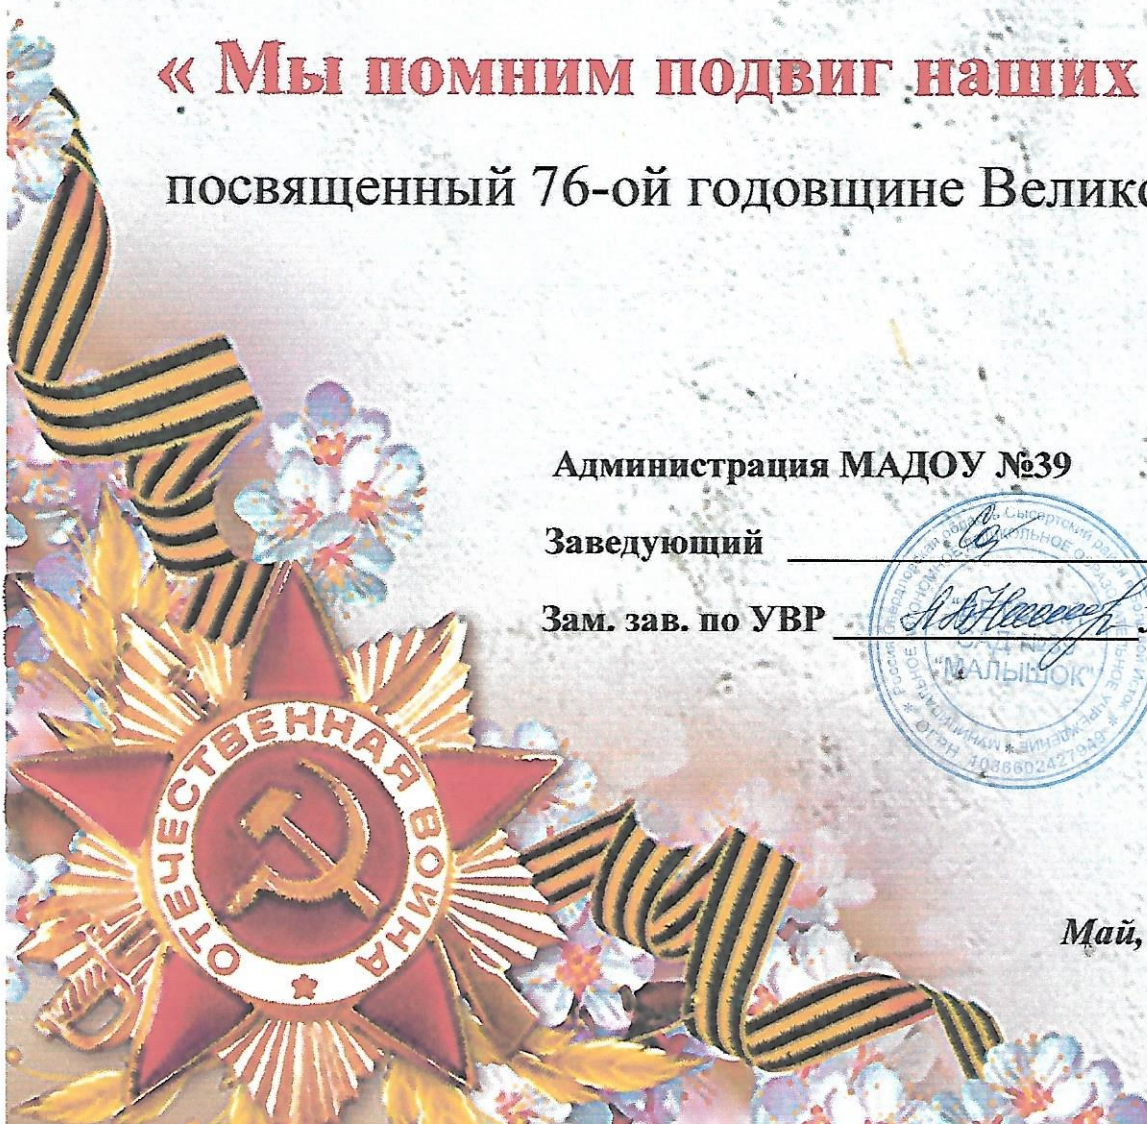 « Мы помним подвиг наших
посвященный 76-ой годовщине Велико
Администрация МАДОУ №39
Заведующий
Зам. зав. по УВР
"МАЛЫШОК"
ОТЕЧЕСТВЕННАЯ ВОЙНА
Май,